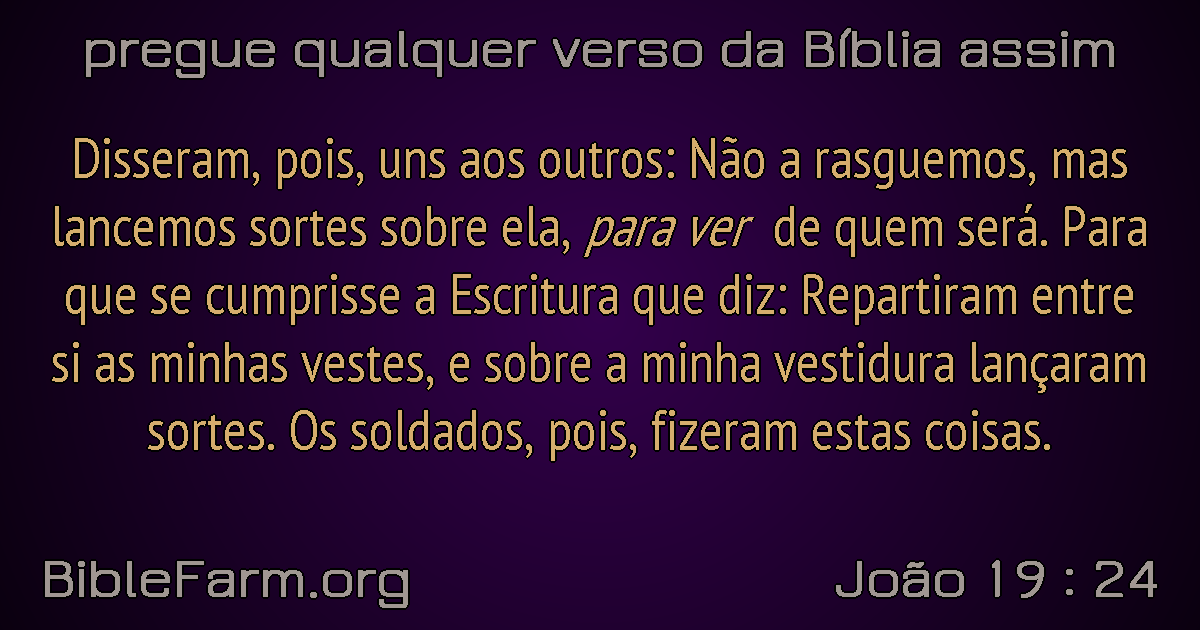 pregue qualquer verso da Bíblia assim
Disseram, pois, uns aos outros: Não a rasguemos, mas
lancemos sortes sobre ela, para ver de quem será. Para
que se cumprisse a Escritura que diz: Repartiram entre
si as minhas vestes, e sobre a minha vestidura lançaram
sortes. Os soldados, pois, fizeram estas coisas.
BibleFarm.org
João 19 : 24